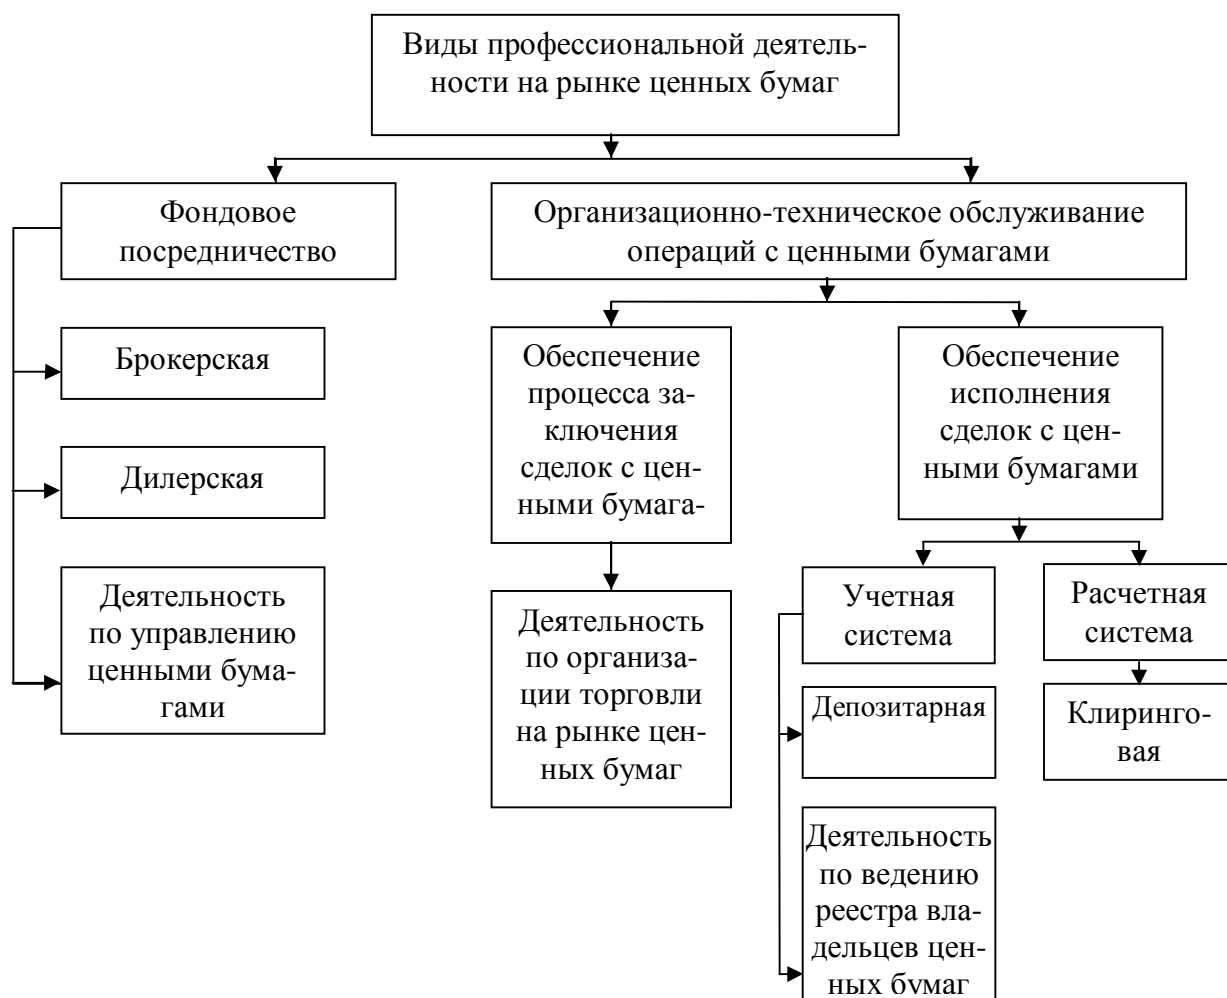 Виды профессиональной деятель-
ности на рынке ценных бумаг
Фондовое
посредничество
Организационно-техническое обслуживание
операций с ценными бумагами
Брокерская
Дилерская
Деятельность
по управлению
ценными бума-
гами
Обеспечение
процесса за-
ключения
сделок с цен-
ными бумага-
Деятельность
по организа-
ции торговли
на рынке цен-
ных бумаг
Обеспечение
исполнения
сделок с цен-
ными бумагами
Учетная
система
Депозитарная
Деятельность
по ведению
реестра вла-
дельцев цен-
ных бумаг
Расчетная
система
Клиринго-
вая